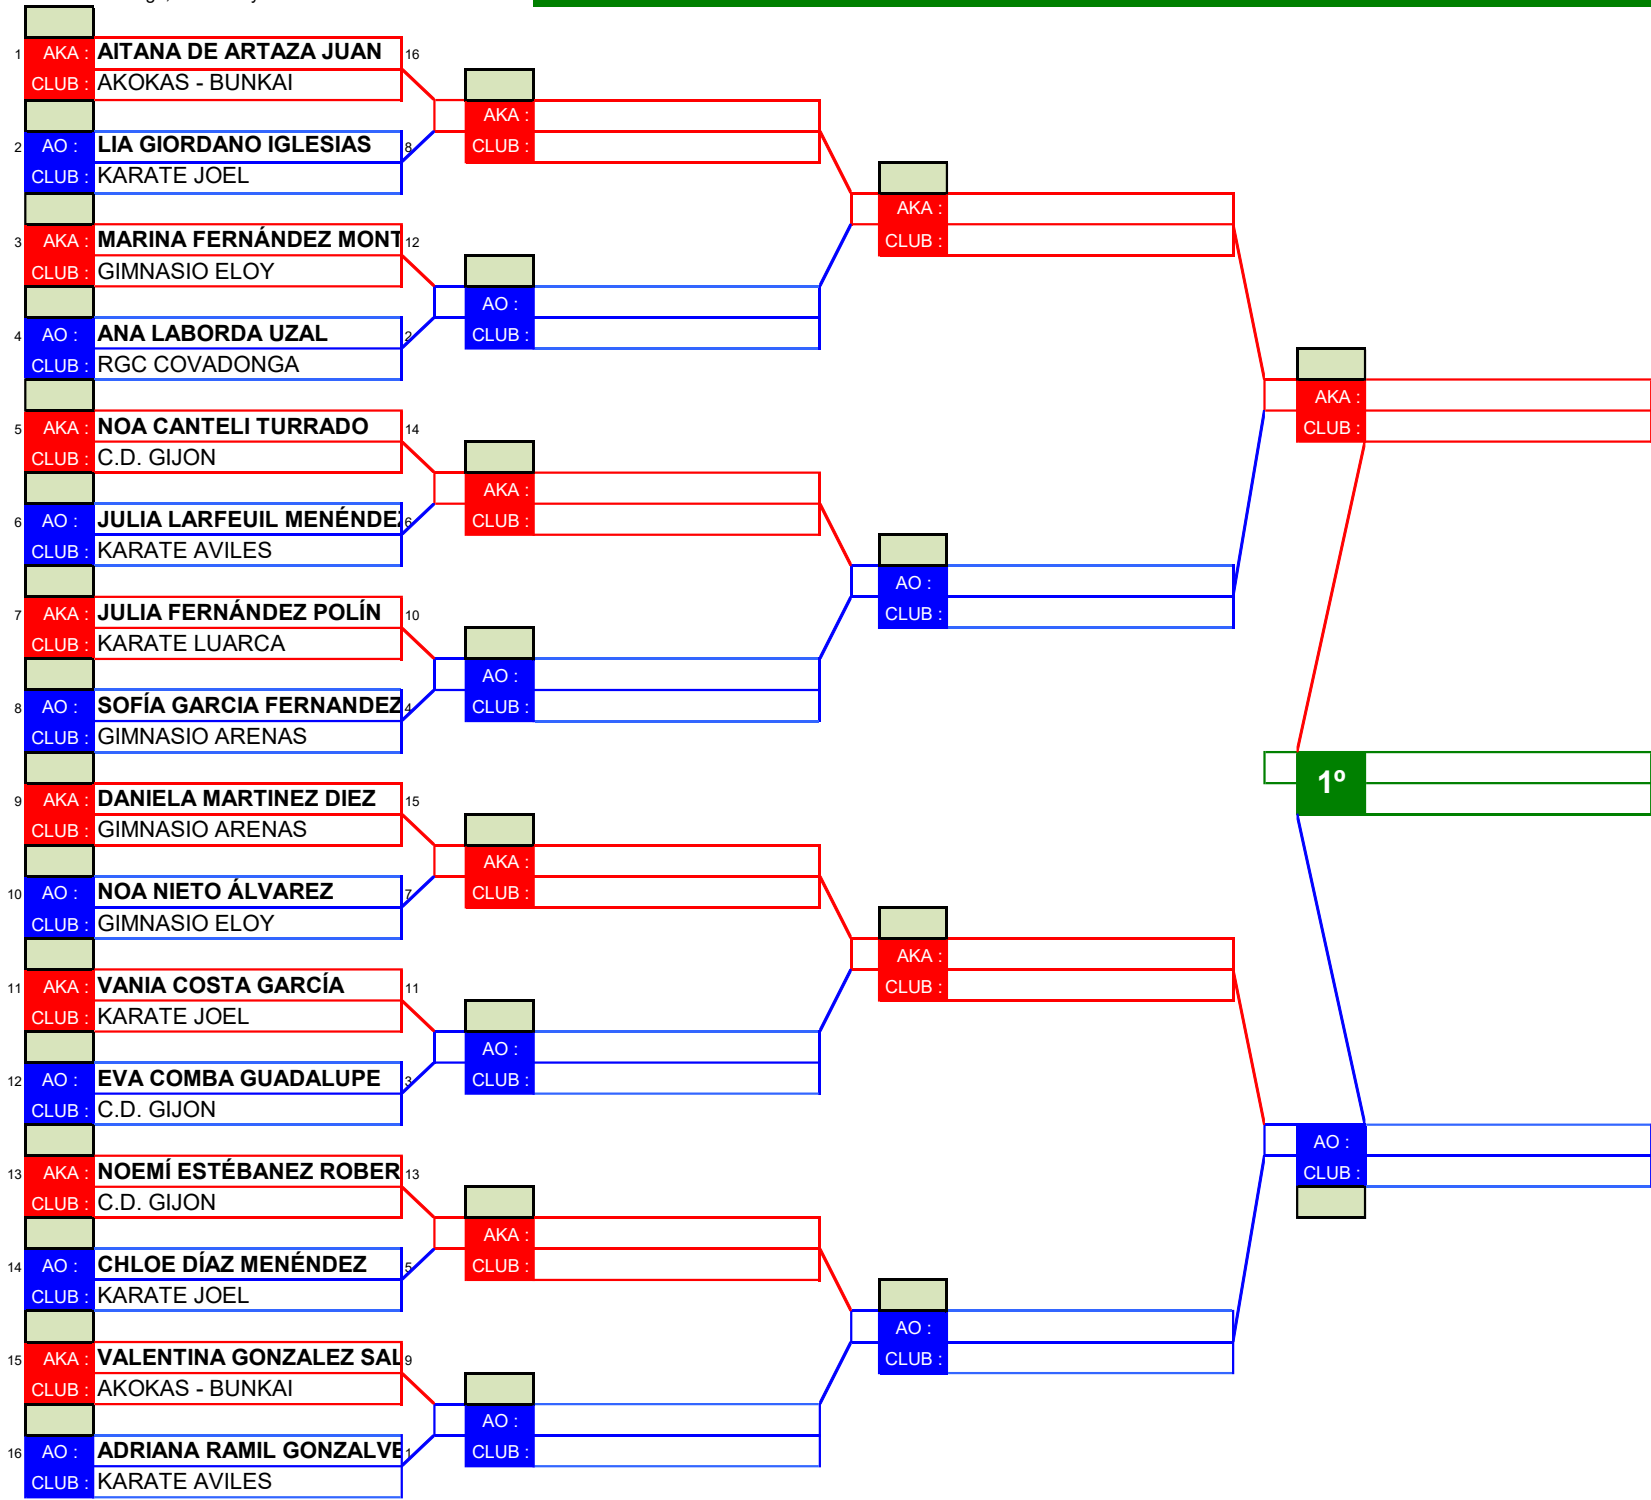 1 AKA : AITANA DE ARTAZA JUAN 16
CLUB : AKOKAS - BUNKAI
2 AO : LIA GIORDANO IGLESIAS 8
CLUB : KARATE JOEL
3 AKA : MARINA FERNÁNDEZ MONT 12
CLUB : GIMNASIO ELOY
4 AO : ANA LABORDA UZAL 2
CLUB : RGC COVADONGA
5 AKA : NOA CANTELI TURRADO 14
CLUB : C.D. GIJON
6 AO : JULIA LARFEUIL MENÉNDEZ 6
CLUB : KARATE AVILES
7 AKA : JULIA FERNÁNDEZ POLÍN 10
CLUB : KARATE LUARCA
8 AO : SOFÍA GARCIA FERNANDEZ 4
CLUB : GIMNASIO ARENAS
9 AKA : DANIELA MARTINEZ DIEZ 15
CLUB : GIMNASIO ARENAS
10 AO : NOA NIETO ÁLVAREZ 7
CLUB : GIMNASIO ELOY
11 AKA : VANIA COSTA GARCÍA 11
CLUB : KARATE JOEL
12 AO : EVA COMBA GUADALUPE 3
CLUB : C.D. GIJON
13 AKA : NOEMÍ ESTÉBANEZ ROBER 13
CLUB : C.D. GIJON
14 AO : CHLOE DÍAZ MENÉNDEZ 5
CLUB : KARATE JOEL
15 AKA : VALENTINA GONZALEZ SAL 9
CLUB : AKOKAS - BUNKAI
16 AO : ADRIANA RAMIL GONZALVE 1
CLUB : KARATE AVILES
AKA :
CLUB :
AO :
CLUB :
AKA :
CLUB :
AO :
CLUB :
AKA :
CLUB :
AO :
CLUB :
AKA :
CLUB :
AO :
CLUB :
AKA :
CLUB :
AO :
CLUB :
AKA :
CLUB :
AO :
CLUB :
AKA :
CLUB :
1º
AO :
CLUB :